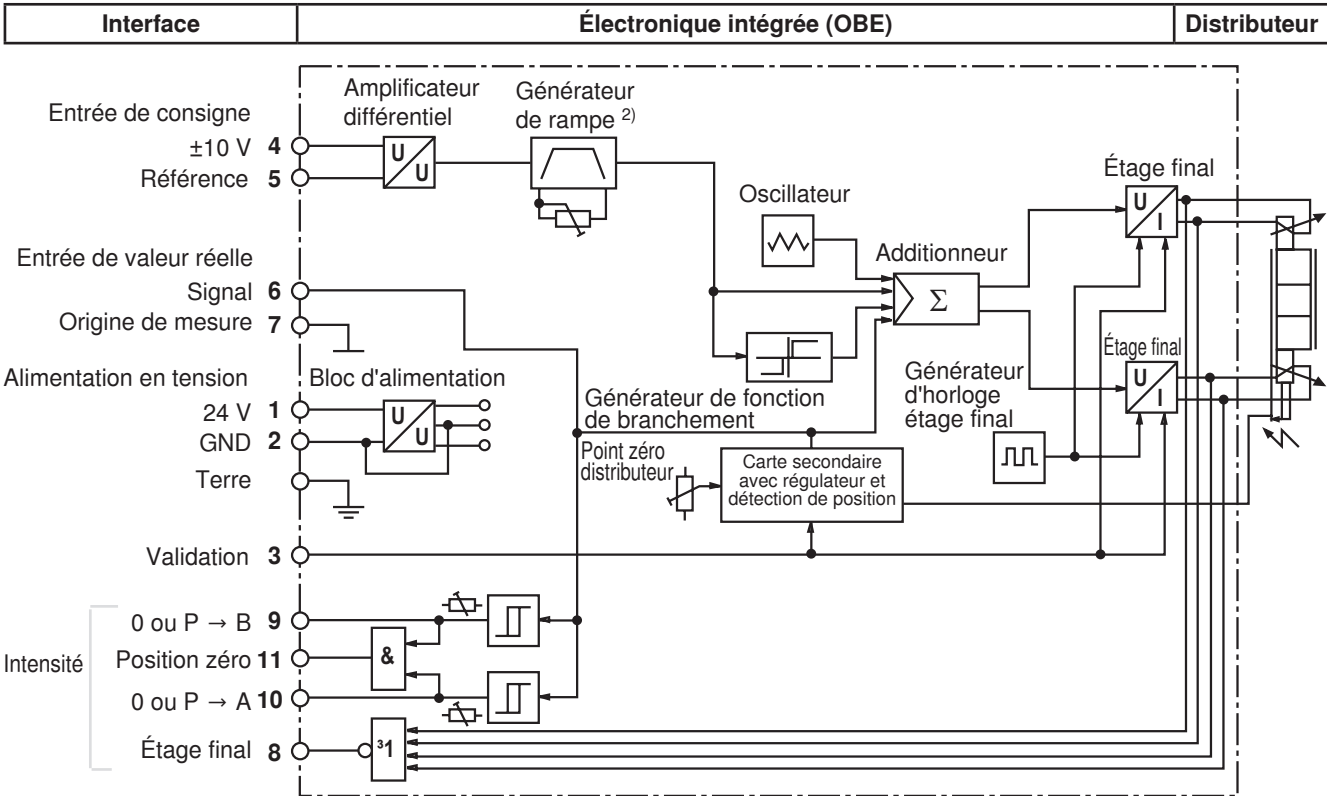 Interface
Électronique intégrée (OBE)
Distributeur
Entrée de consigne
±10 V 4
Référence 5
Amplificateur
différentiel
U
U
Générateur
de rampe 2)
Oscillateur
Additionneur
Σ
Étage final
U
I
Entrée de valeur réelle
Signal 6
Origine de mesure 7
Alimentation en tension
24 V 1
GND 2
Terre
Bloc d'alimentation
U
U
Générateur de fonction
de branchement
Point zéro
distributeur
Carte secondaire
avec régulateur et
détection de position
Générateur
d'horloge
étage final
Étage final
U
I
Validation 3
Intensité
0 ou P → B 9
Position zéro 11
0 ou P → A 10
Étage final 8
&
³1